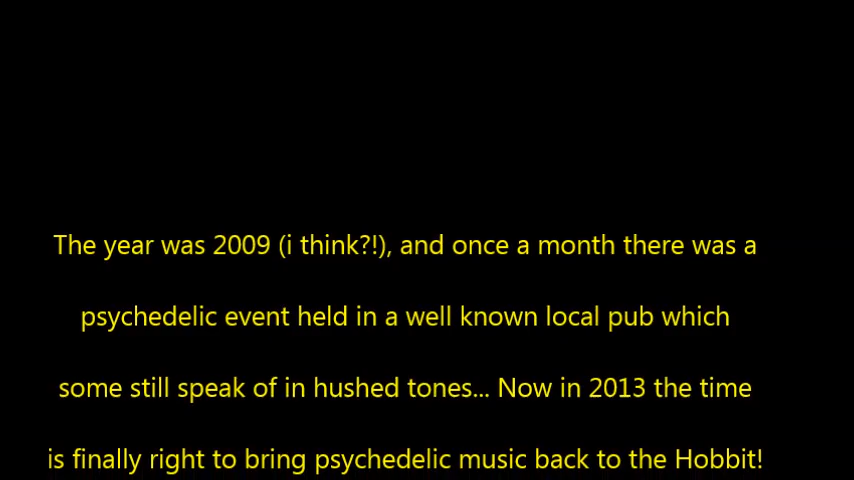 The year was 2009 (i think?!), and once a month there was a
psychedelic event held in a well known local pub which
some still speak of in hushed tones... Now in 2013 the time
is finally right to bring psychedelic music back to the Hobbit!